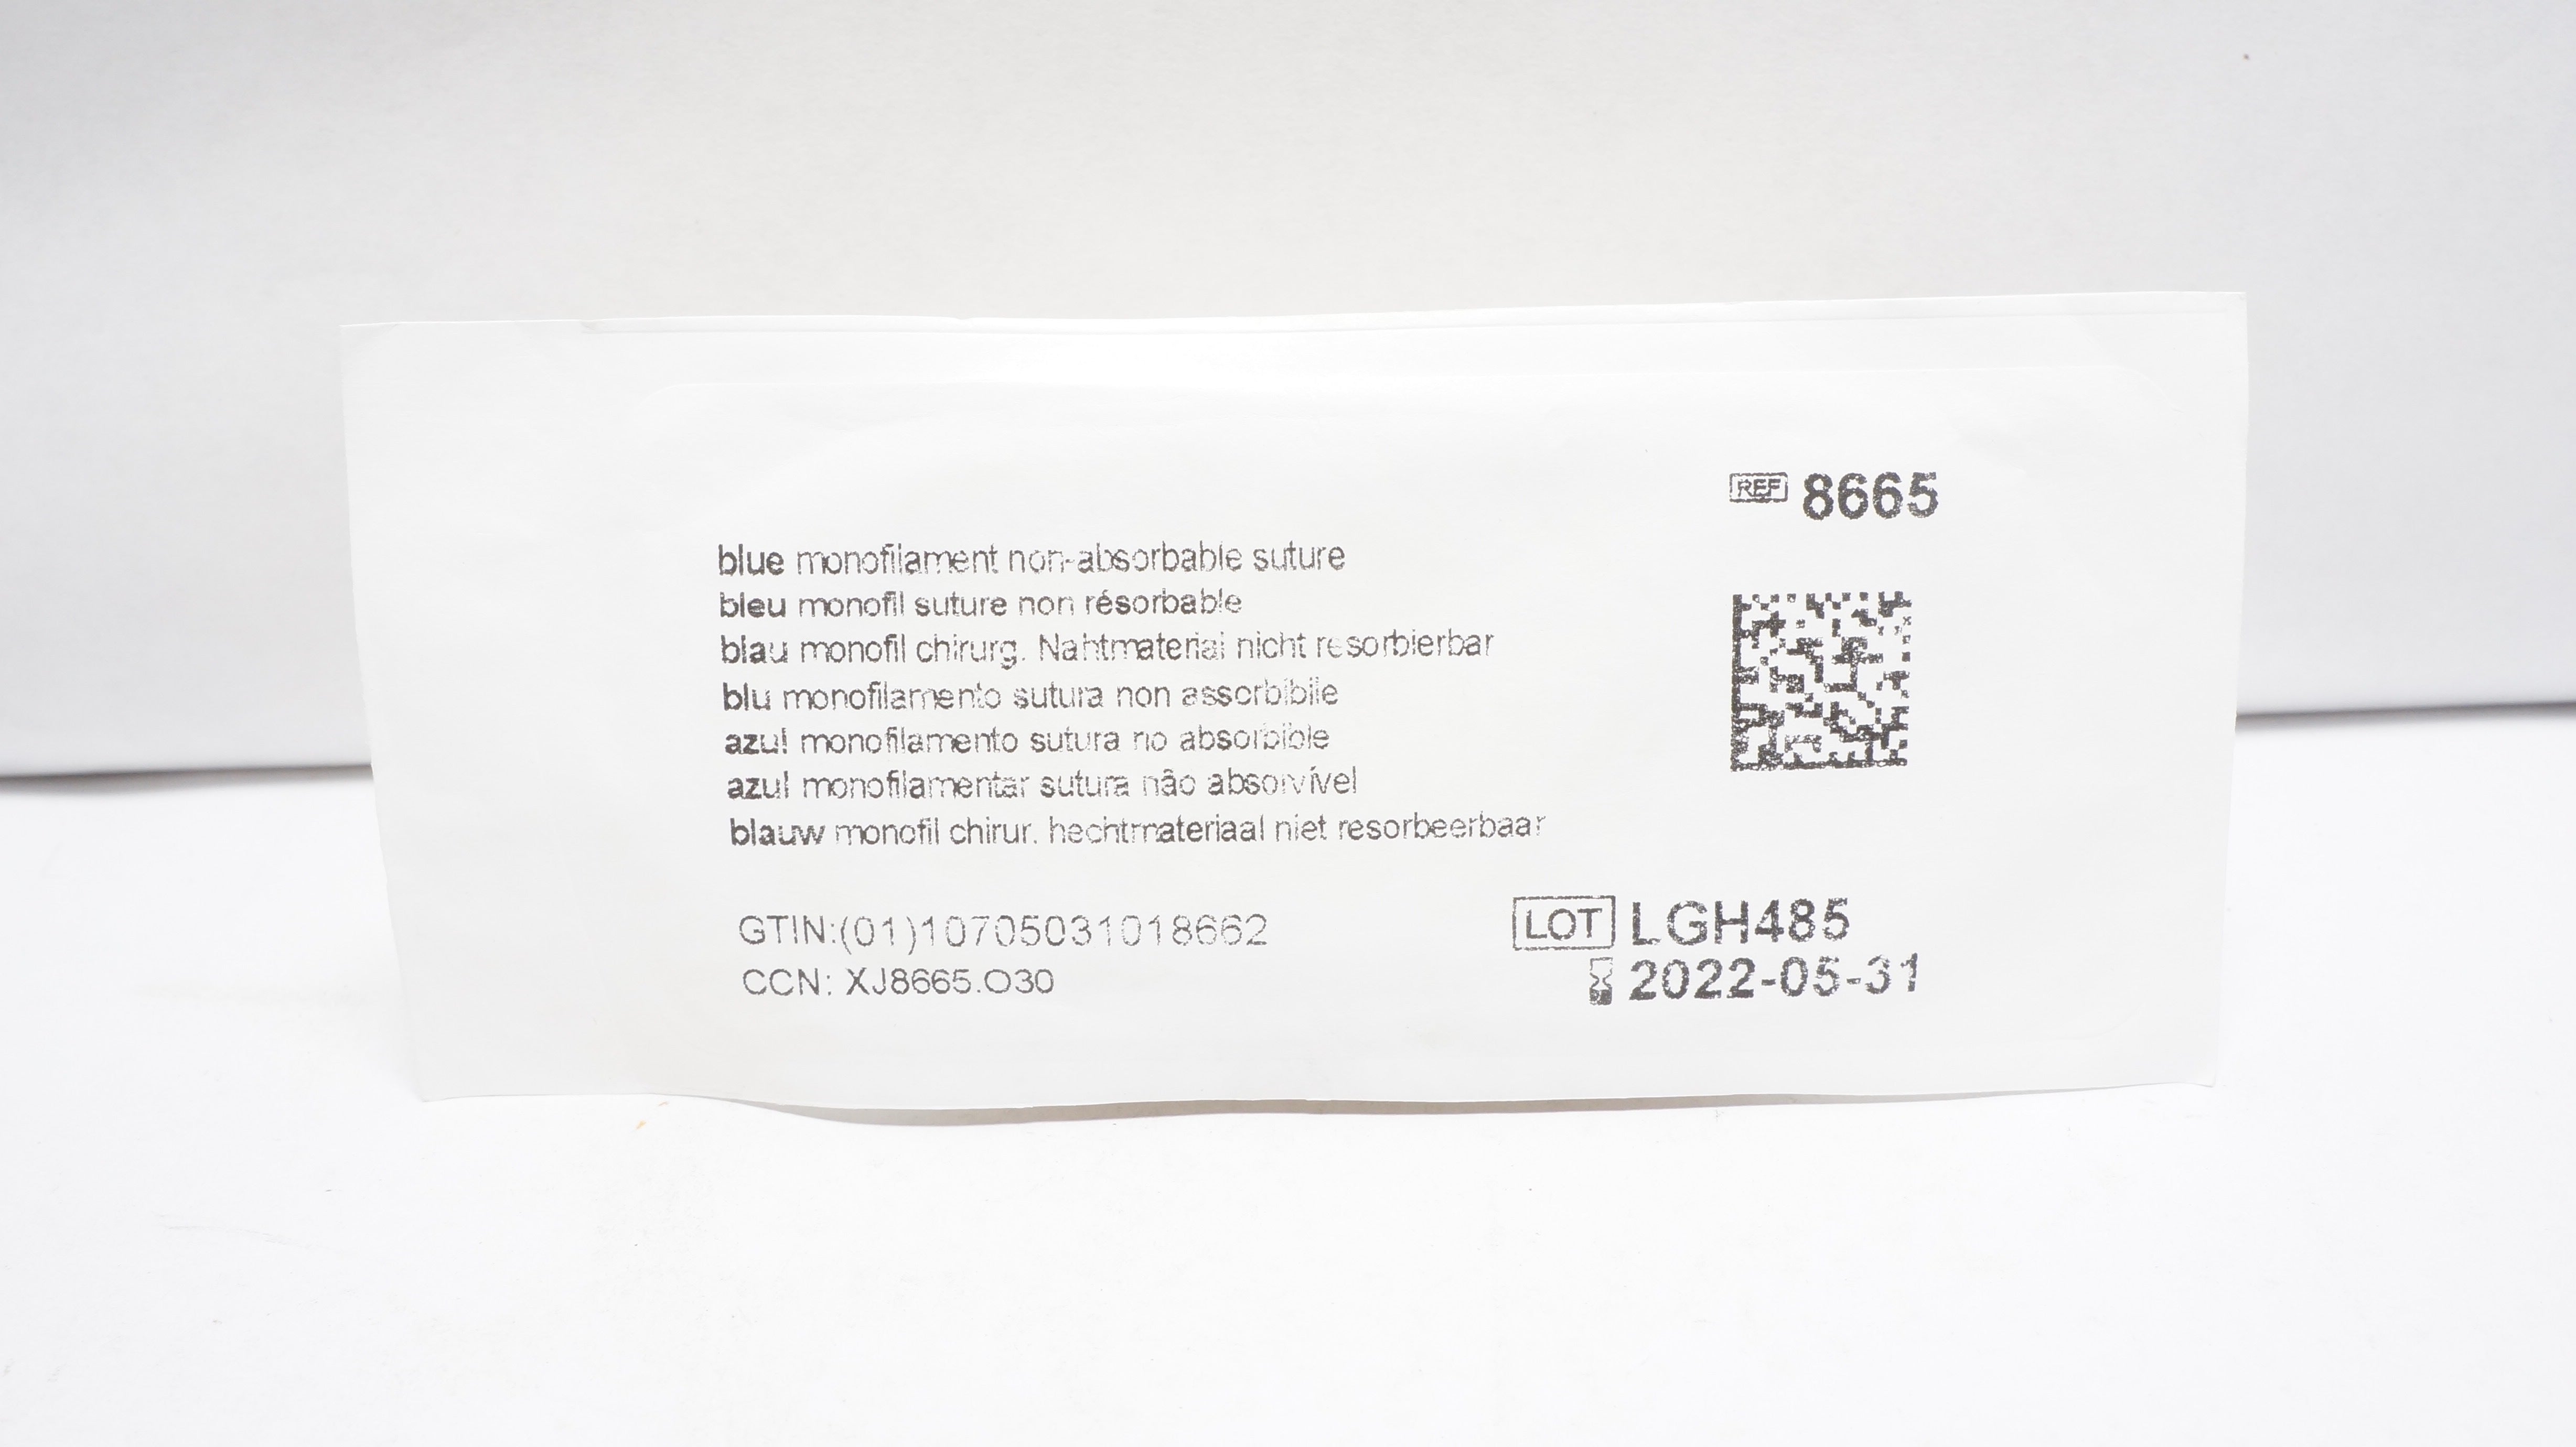 REF 8665
blue monofilament non-absorbable suture
bleu monofil suture non résorbable
blau monofil chirurg. Nahtmaterial nicht resorbierbar
blu monofilamento sutura non assorbibile
azul monofilamento sutura no absorbible
azul monofilamentar sutura não absorvível
blauw monofil chirur. hechtmateriaal niet resorbeerbaar
GTIN:(01)10705031018662
CCN: XJ8665.O30
LOT LGH485
2022-05-31